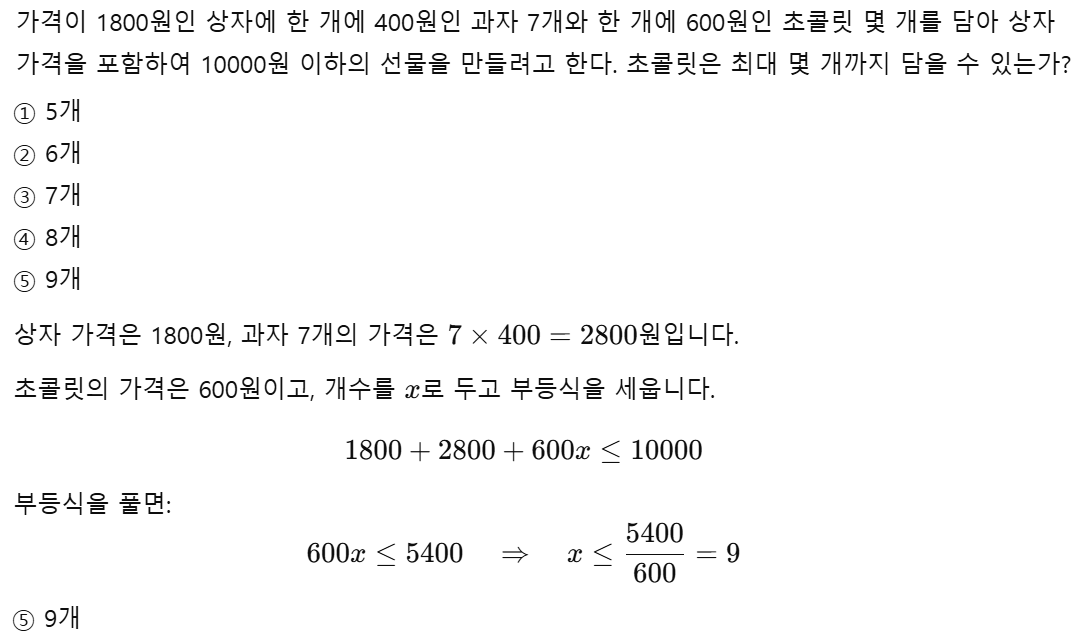 가격이 1800원인 상자에 한 개에 400원인 과자 7개와 한 개에 600원인 초콜릿 몇 개를 담아 상자
가격을 포함하여 10000원 이하의 선물을 만들려고 한다. 초콜릿은 최대 몇 개까지 담을 수 있는가?
① 5개
② 6개
③ 7개
④ 8개
⑤ 9개
상자 가격은 1800원, 과자 7개의 가격은 7 × 400 = 2800원입니다.
초콜릿의 가격은 600원이고, 개수를 x로 두고 부등식을 세웁니다.
1800 + 2800 + 600x ≤ 10000
부등식을 풀면:
600x ≤ 5400 ⇒ x ≤ 5400/600 = 9
⑤ 9개